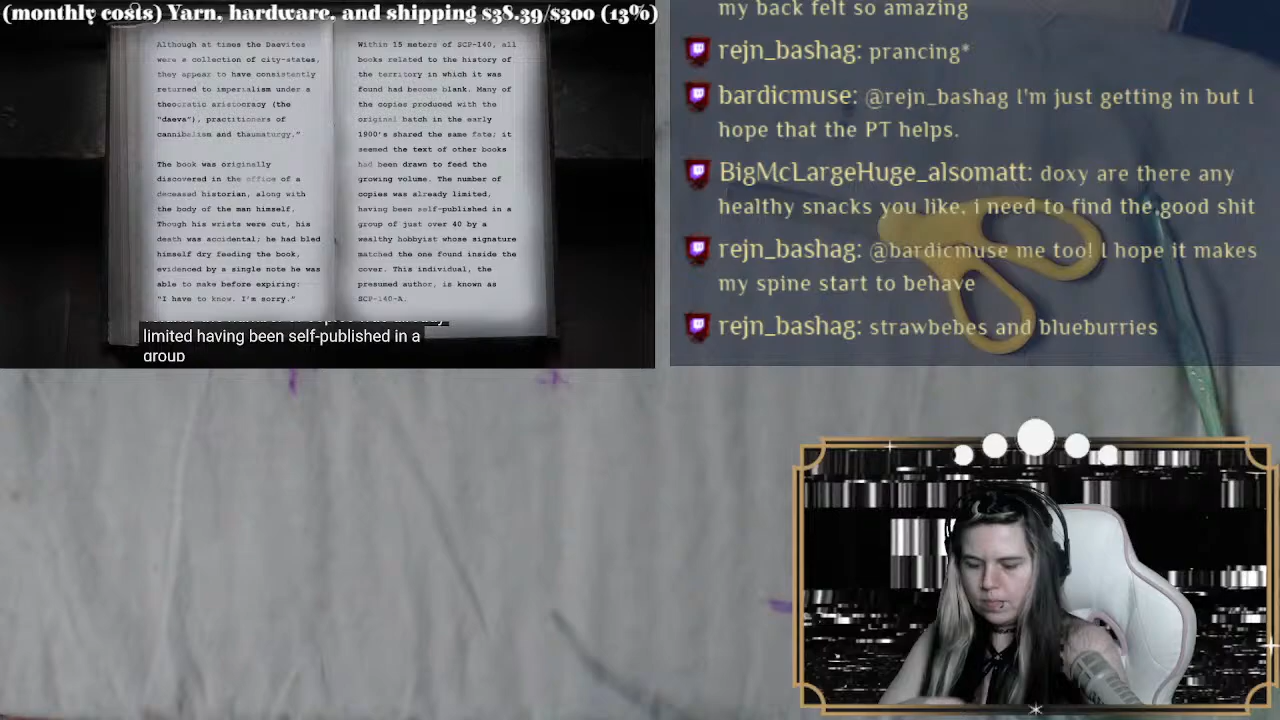 (monthly costs) Yarn, hardware, and shipping $38.39/$300 (13%)
Although at times the Daevites
were a collection of city-states,
they appear to have consistently
returned to imperialism under a
theocratic aristocracy (the
"daeva"), practitioners of
cannibalism and thaumaturgy."
The book was originally
discovered in the office of a
deceased historian, along with
the body of the man himself.
Though his wrists were cut, his
death was accidental; he had bled
himself dry feeding the book,
evidenced by a single note he was
able to make before expiring:
"I have to know. I'm sorry."
Within 15 meters of SCP-140, all
books related to the history of
the territory in which it was
found had become blank. Many of
the copies produced with the
original batch in the early
1900's shared the same fate; it
seemed the text of other books
had been drawn to feed the
growing volume. The number of
copies was already limited,
having been self-published in a
group of just over 40 by a
wealthy hobbyist whose signature
matched the one found inside the
cover. This individual, the
presumed author, is known as
SCP-140-A.
limited having been self-published in a
group
my back felt so amazing
rejn_bashag: prancing*
bardicmuse: @rejn_bashag I'm just getting in but I
hope that the PT helps.
BigMcLargeHuge_alsomatt: doxy are there any
healthy snacks you like. i need to find the good shit
rejn_bashag: @bardicmuse me too! I hope it makes
my spine start to behave
rejn_bashag: strawbebes and blueburries